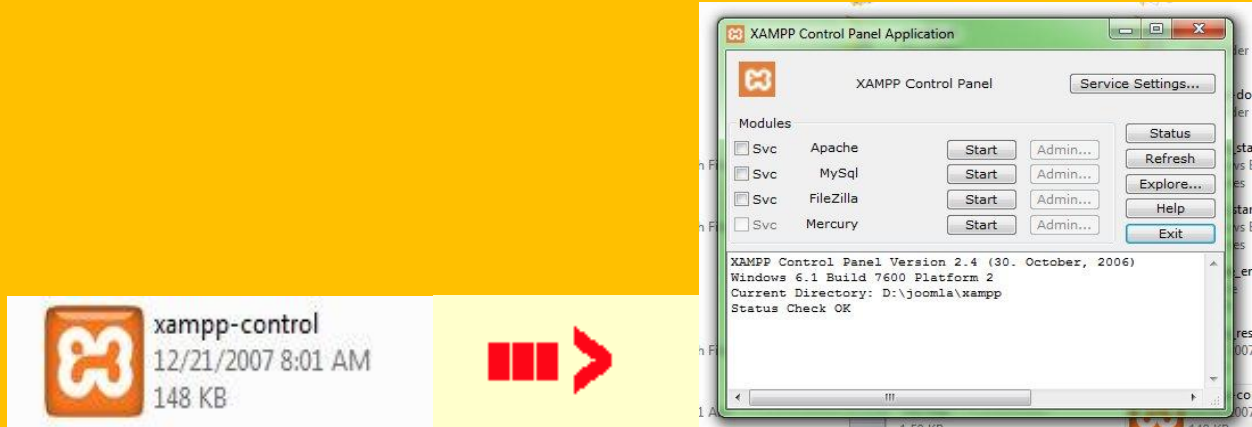 xampp-control
12/21/2007 8:01 AM
148 KB
XAMPP Control Panel Application
XAMPP Control Panel
Service Settings...
Modules
Svc Apache Start Admin...
Svc MySql Start Admin...
Svc FileZilla Start Admin...
Svc Mercury Start Admin...
Status
Refresh
Explore...
Help
Exit
XAMPP Control Panel Version 2.4 (30. October, 2006)
Windows 6.1 Build 7600 Platform 2
Current Directory: D:\joomla\xampp
Status Check OK